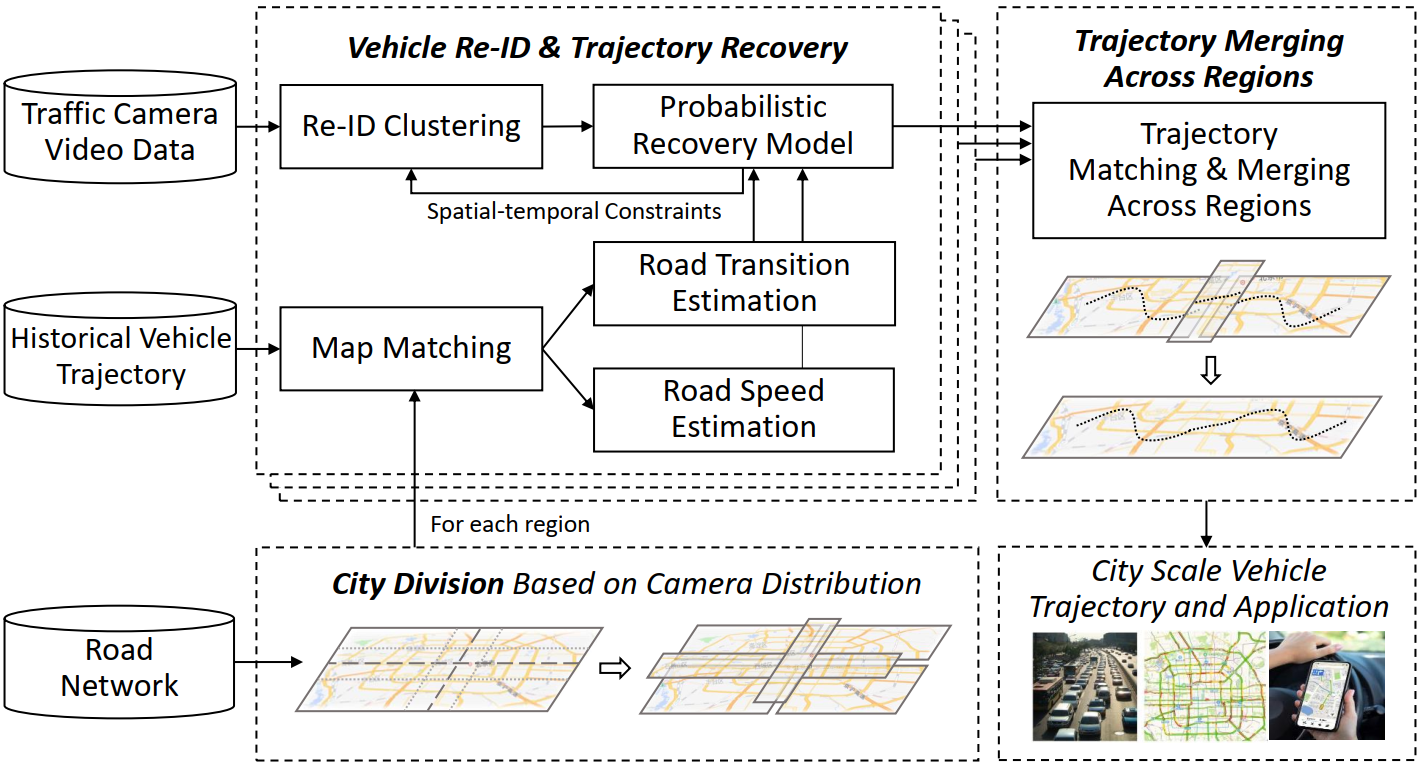 Vehicle Re-ID & Trajectory Recovery
Traffic Camera
Video Data
Re-ID Clustering
Probabilistic
Recovery Model
Spatial-temporal Constraints
Historical Vehicle
Trajectory
Map Matching
Road Transition
Estimation
Road Speed
Estimation
Trajectory Merging
Across Regions
Trajectory
Matching & Merging
Across Regions
For each region
Road
Network
City Division Based on Camera Distribution
City Scale Vehicle
Trajectory and Application